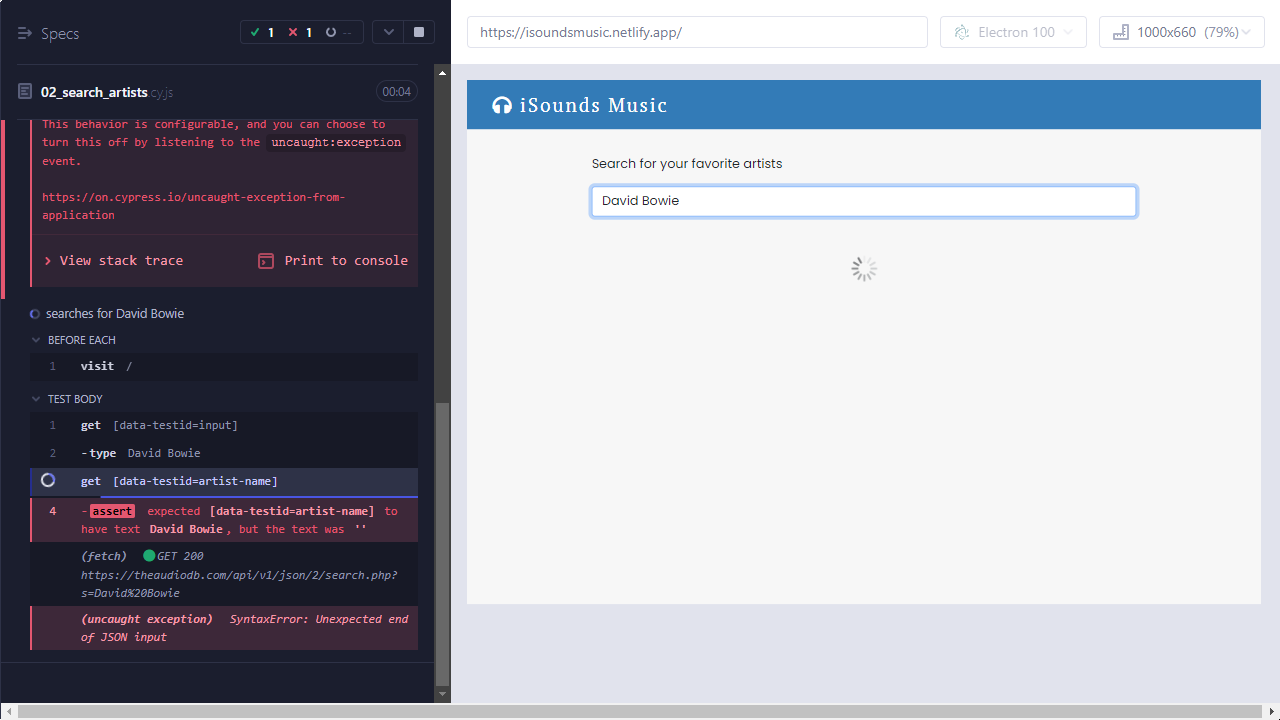 Specs
1 1 --
02_search_artists.cy.js 00:04
This behavior is configurable, and you can choose to
turn this off by listening to the uncaught:exception
event.
https://on.cypress.io/uncaught-exception-from-
application
View stack trace Print to console
searches for David Bowie
BEFORE EACH
1 visit /
TEST BODY
1 get [data-testid=input]
2 -type David Bowie
get [data-testid=artist-name]
4 -assert expected [data-testid=artist-name] to
have text David Bowie, but the text was ''
(fetch) GET 200
https://theaudiodb.com/api/v1/json/2/search.php?
s=David%20Bowie
(uncaught exception) SyntaxError: Unexpected end
of JSON input
https://isoundsmusic.netlify.app/
Electron 100
1000x660 (79%)
iSounds Music
Search for your favorite artists
David Bowie